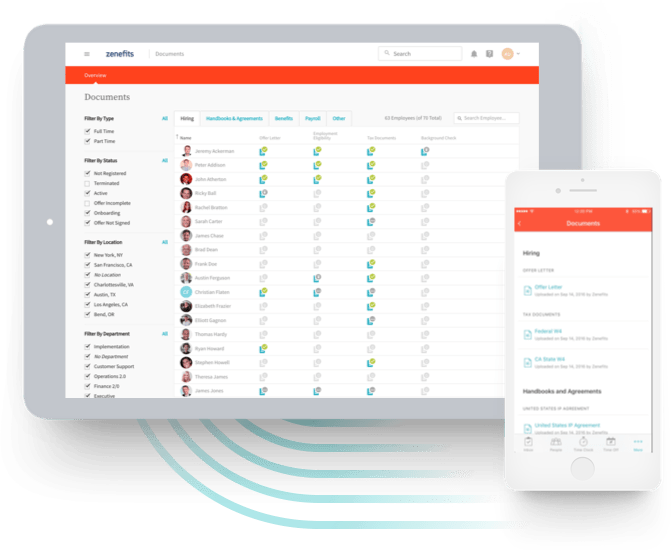 zenefits
Documents
Search
Overview
Documents
Filter By Type
All
Full Time
Part Time
Filter By Status
All
Not Registered
Terminated
Active
Offer Incomplete
Onboarding
Offer Not Signed
Filter By Location
All
New York, NY
San Francisco, CA
No Location
Charlottesville, VA
Austin, TX
Los Angeles, CA
Bend, OR
Filter By Department
All
Implementation
No Department
Customer Support
Operations 2.0
Finance 2/0
Executive
Hiring
Handbooks & Agreements
Benefits
Payroll
Other
63 Employees (of 70 Total)
Search Employee...
Name
Offer Letter
Employment
Eligibility
Tax Documents
Background Check
Jeremy Ackerman
Peter Addison
John Atherton
Ricky Ball
Rachel Bratton
Sarah Carter
James Chase
Brad Dean
Frank Doe
Austin Ferguson
Christian Fialon
Elizabeth Frazier
Elliott Gagnon
Thomas Hardy
Ryan Howard
Stephen Howell
Theresa James
James Jones
Documents
Hiring
OFFER LETTER
Offer Letter
Uploaded on Sep 14, 2016 by Zenefits
TAX DOCUMENTS
Federal W4
Uploaded on Sep 14, 2016 by Zenefits
CA State W4
Uploaded on Sep 14, 2016 by Zenefits
Handbooks and Agreements
UNITED STATES IP AGREEMENT
United States IP Agreement
Uploaded on Sep 14, 2016 by Zenefits
Inbox
People
Time Clock
Time Off
More